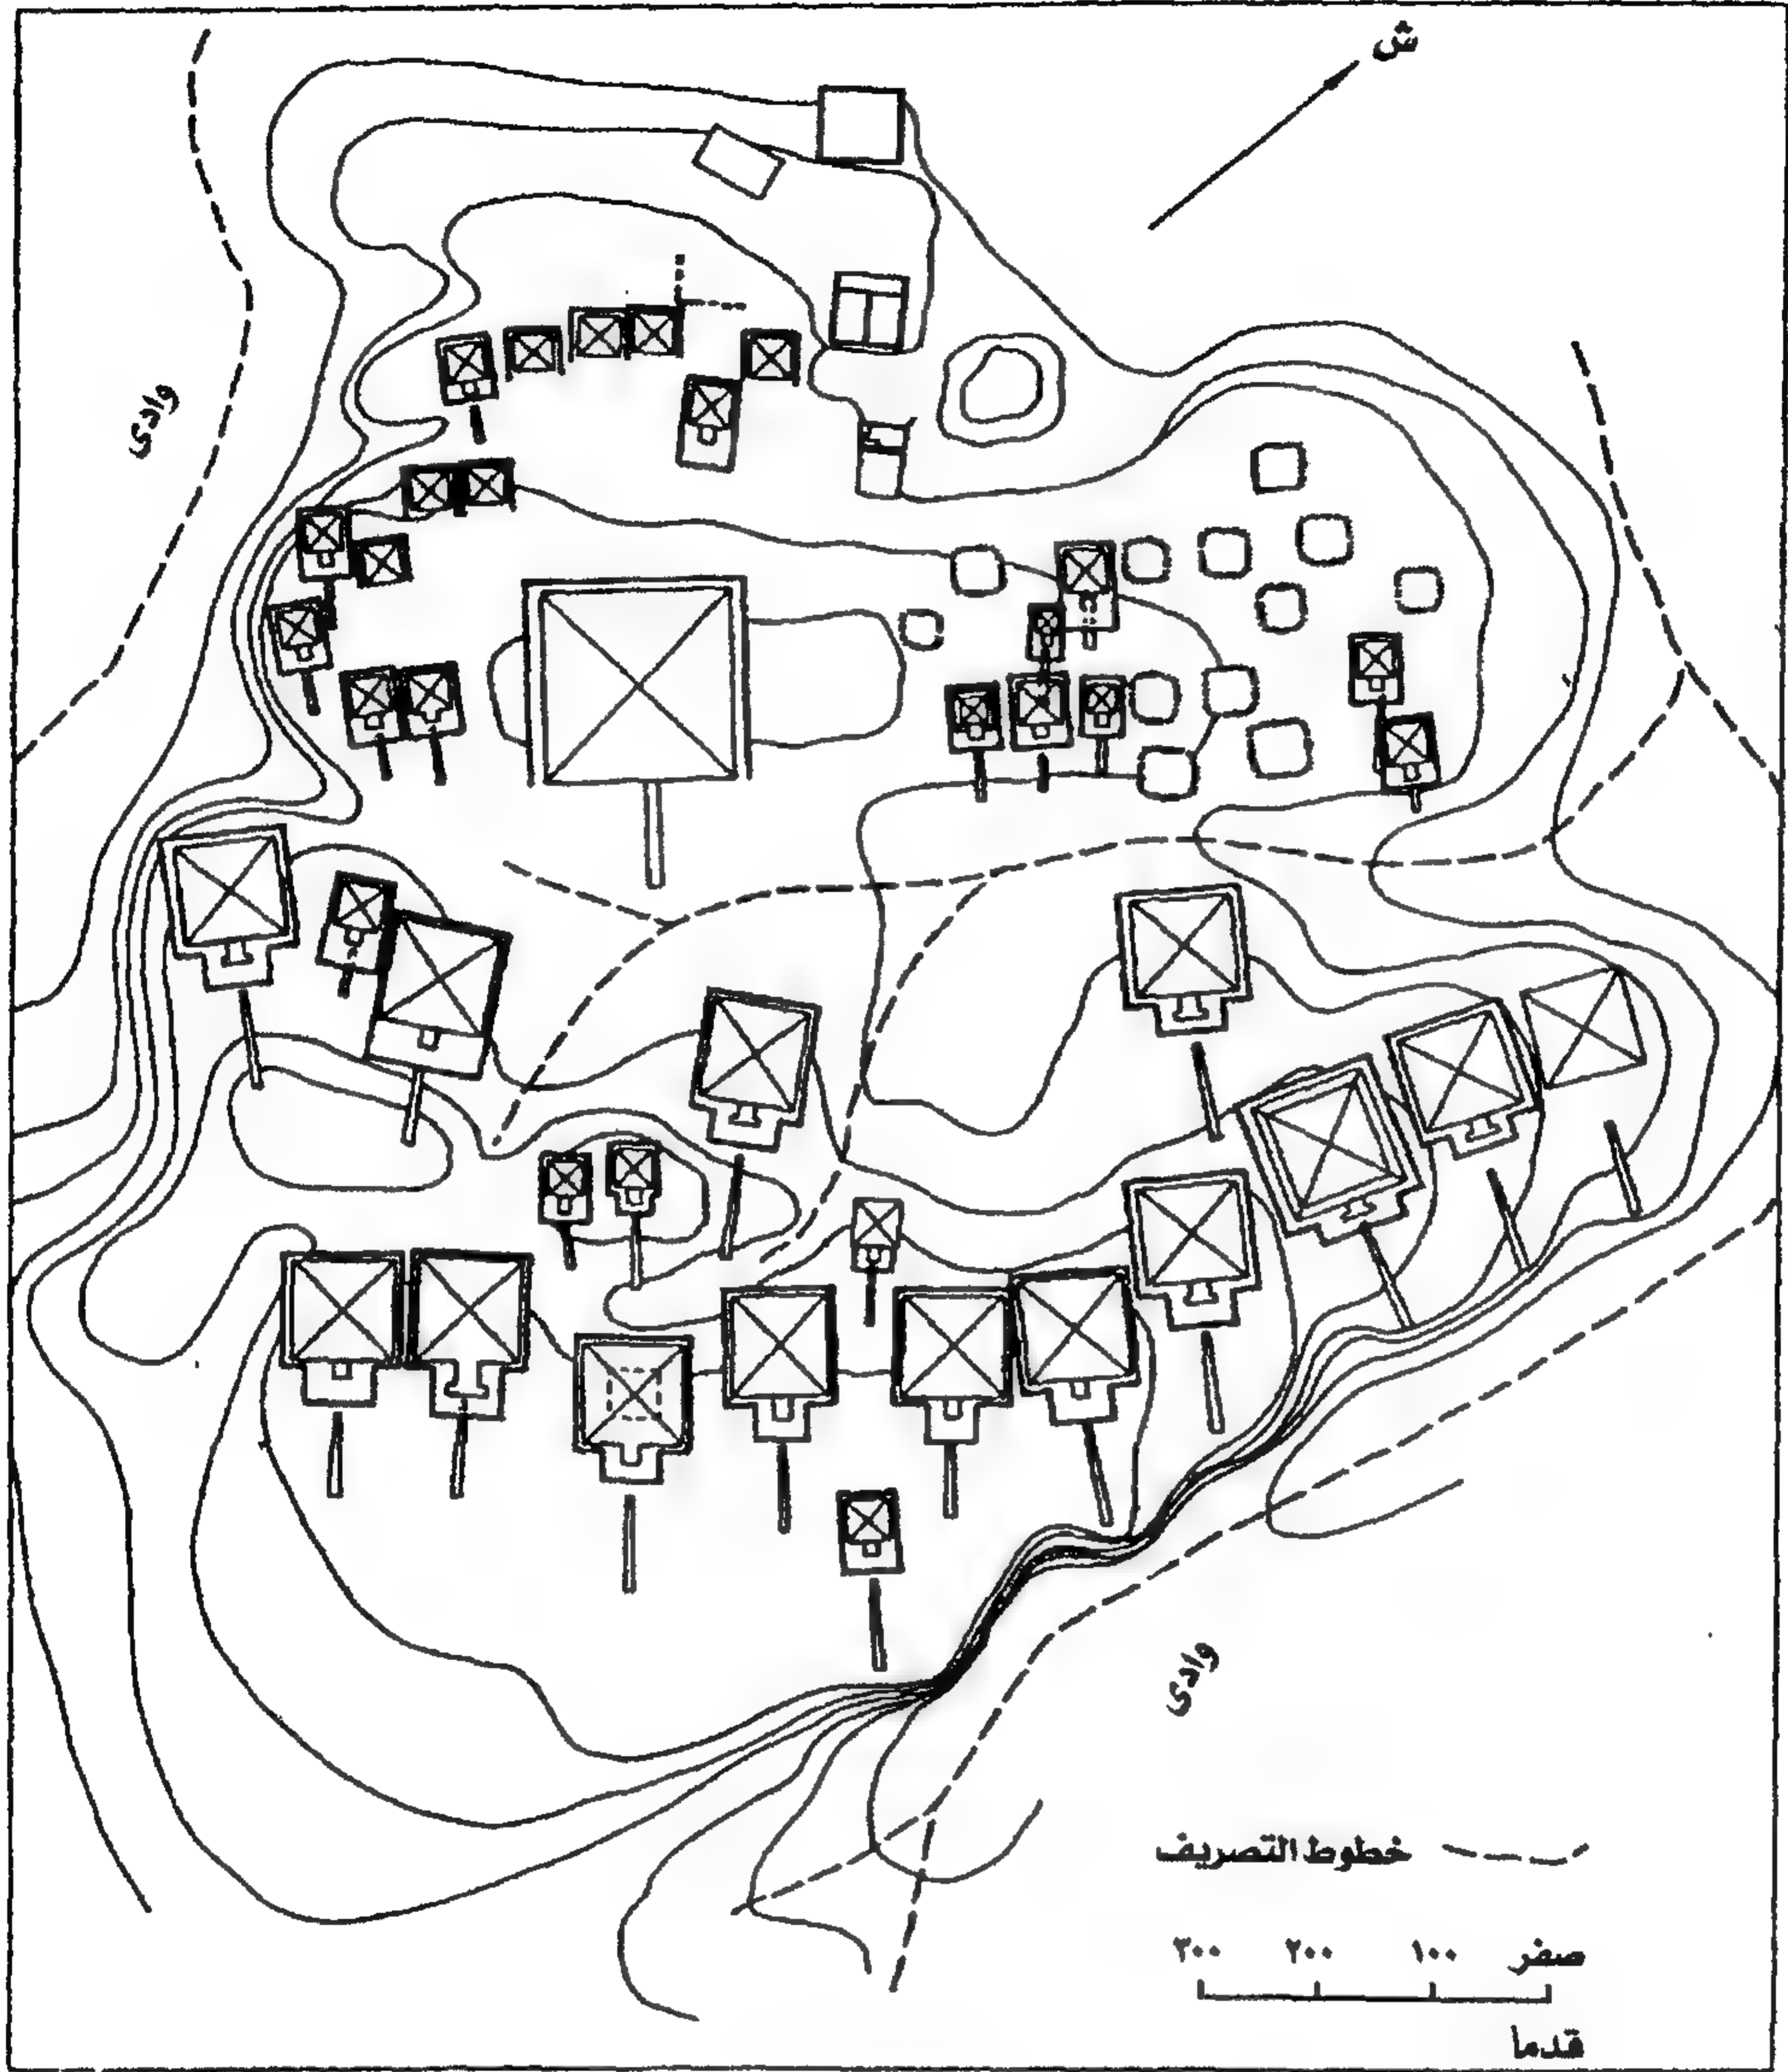 ش
وادى
وادى
خطوط التصريف
٣٠٠ ٢٠٠ ١٠٠ صفر
قدما